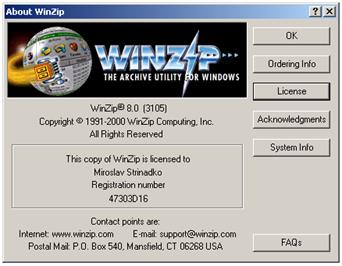 About WinZip
WINZIP
THE ARCHIVE UTILITY FOR WINDOWS
WinZip® 8.0 (3105)
Copyright © 1991-2000 WinZip Computing, Inc.
All Rights Reserved
This copy of WinZip is licensed to
Miroslav Strinadko
Registration number
47303D16
Contact points are:
Internet: www.winzip.com E-mail: support@winzip.com
Postal Mail: P.O. Box 540, Mansfield, CT 06268 USA
OK
Ordering Info
License
Acknowledgments
System Info
FAQs